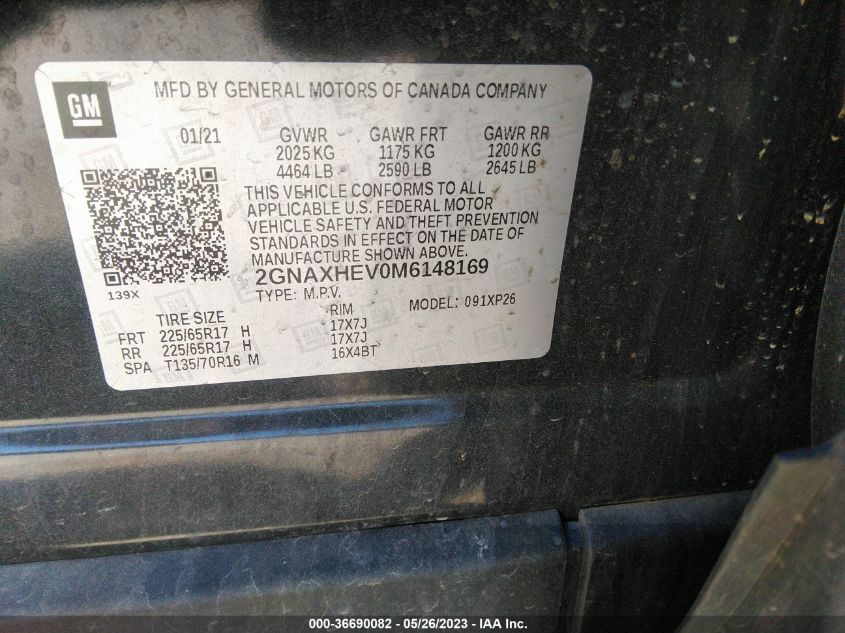 GM
MFD BY GENERAL MOTORS OF CANADA COMPANY
01/21 GVWR GAWR FRT GAWR RR
2025 KG 1175 KG 1200 KG
4464 LB 2590 LB 2645 LB
THIS VEHICLE CONFORMS TO ALL
APPLICABLE U.S. FEDERAL MOTOR
VEHICLE SAFETY AND THEFT PREVENTION
STANDARDS IN EFFECT ON THE DATE OF
MANUFACTURE SHOWN ABOVE.
2GNAXHEV0M6148169
139X TYPE: M.P.V. MODEL: 091XP26
TIRE SIZE RIM
FRT 225/65R17 H 17X7J
RR 225/65R17 H 17X7J
SPA T135/70R16 M 16X4BT
000-36690082 - 05/26/2023 - IAA Inc.